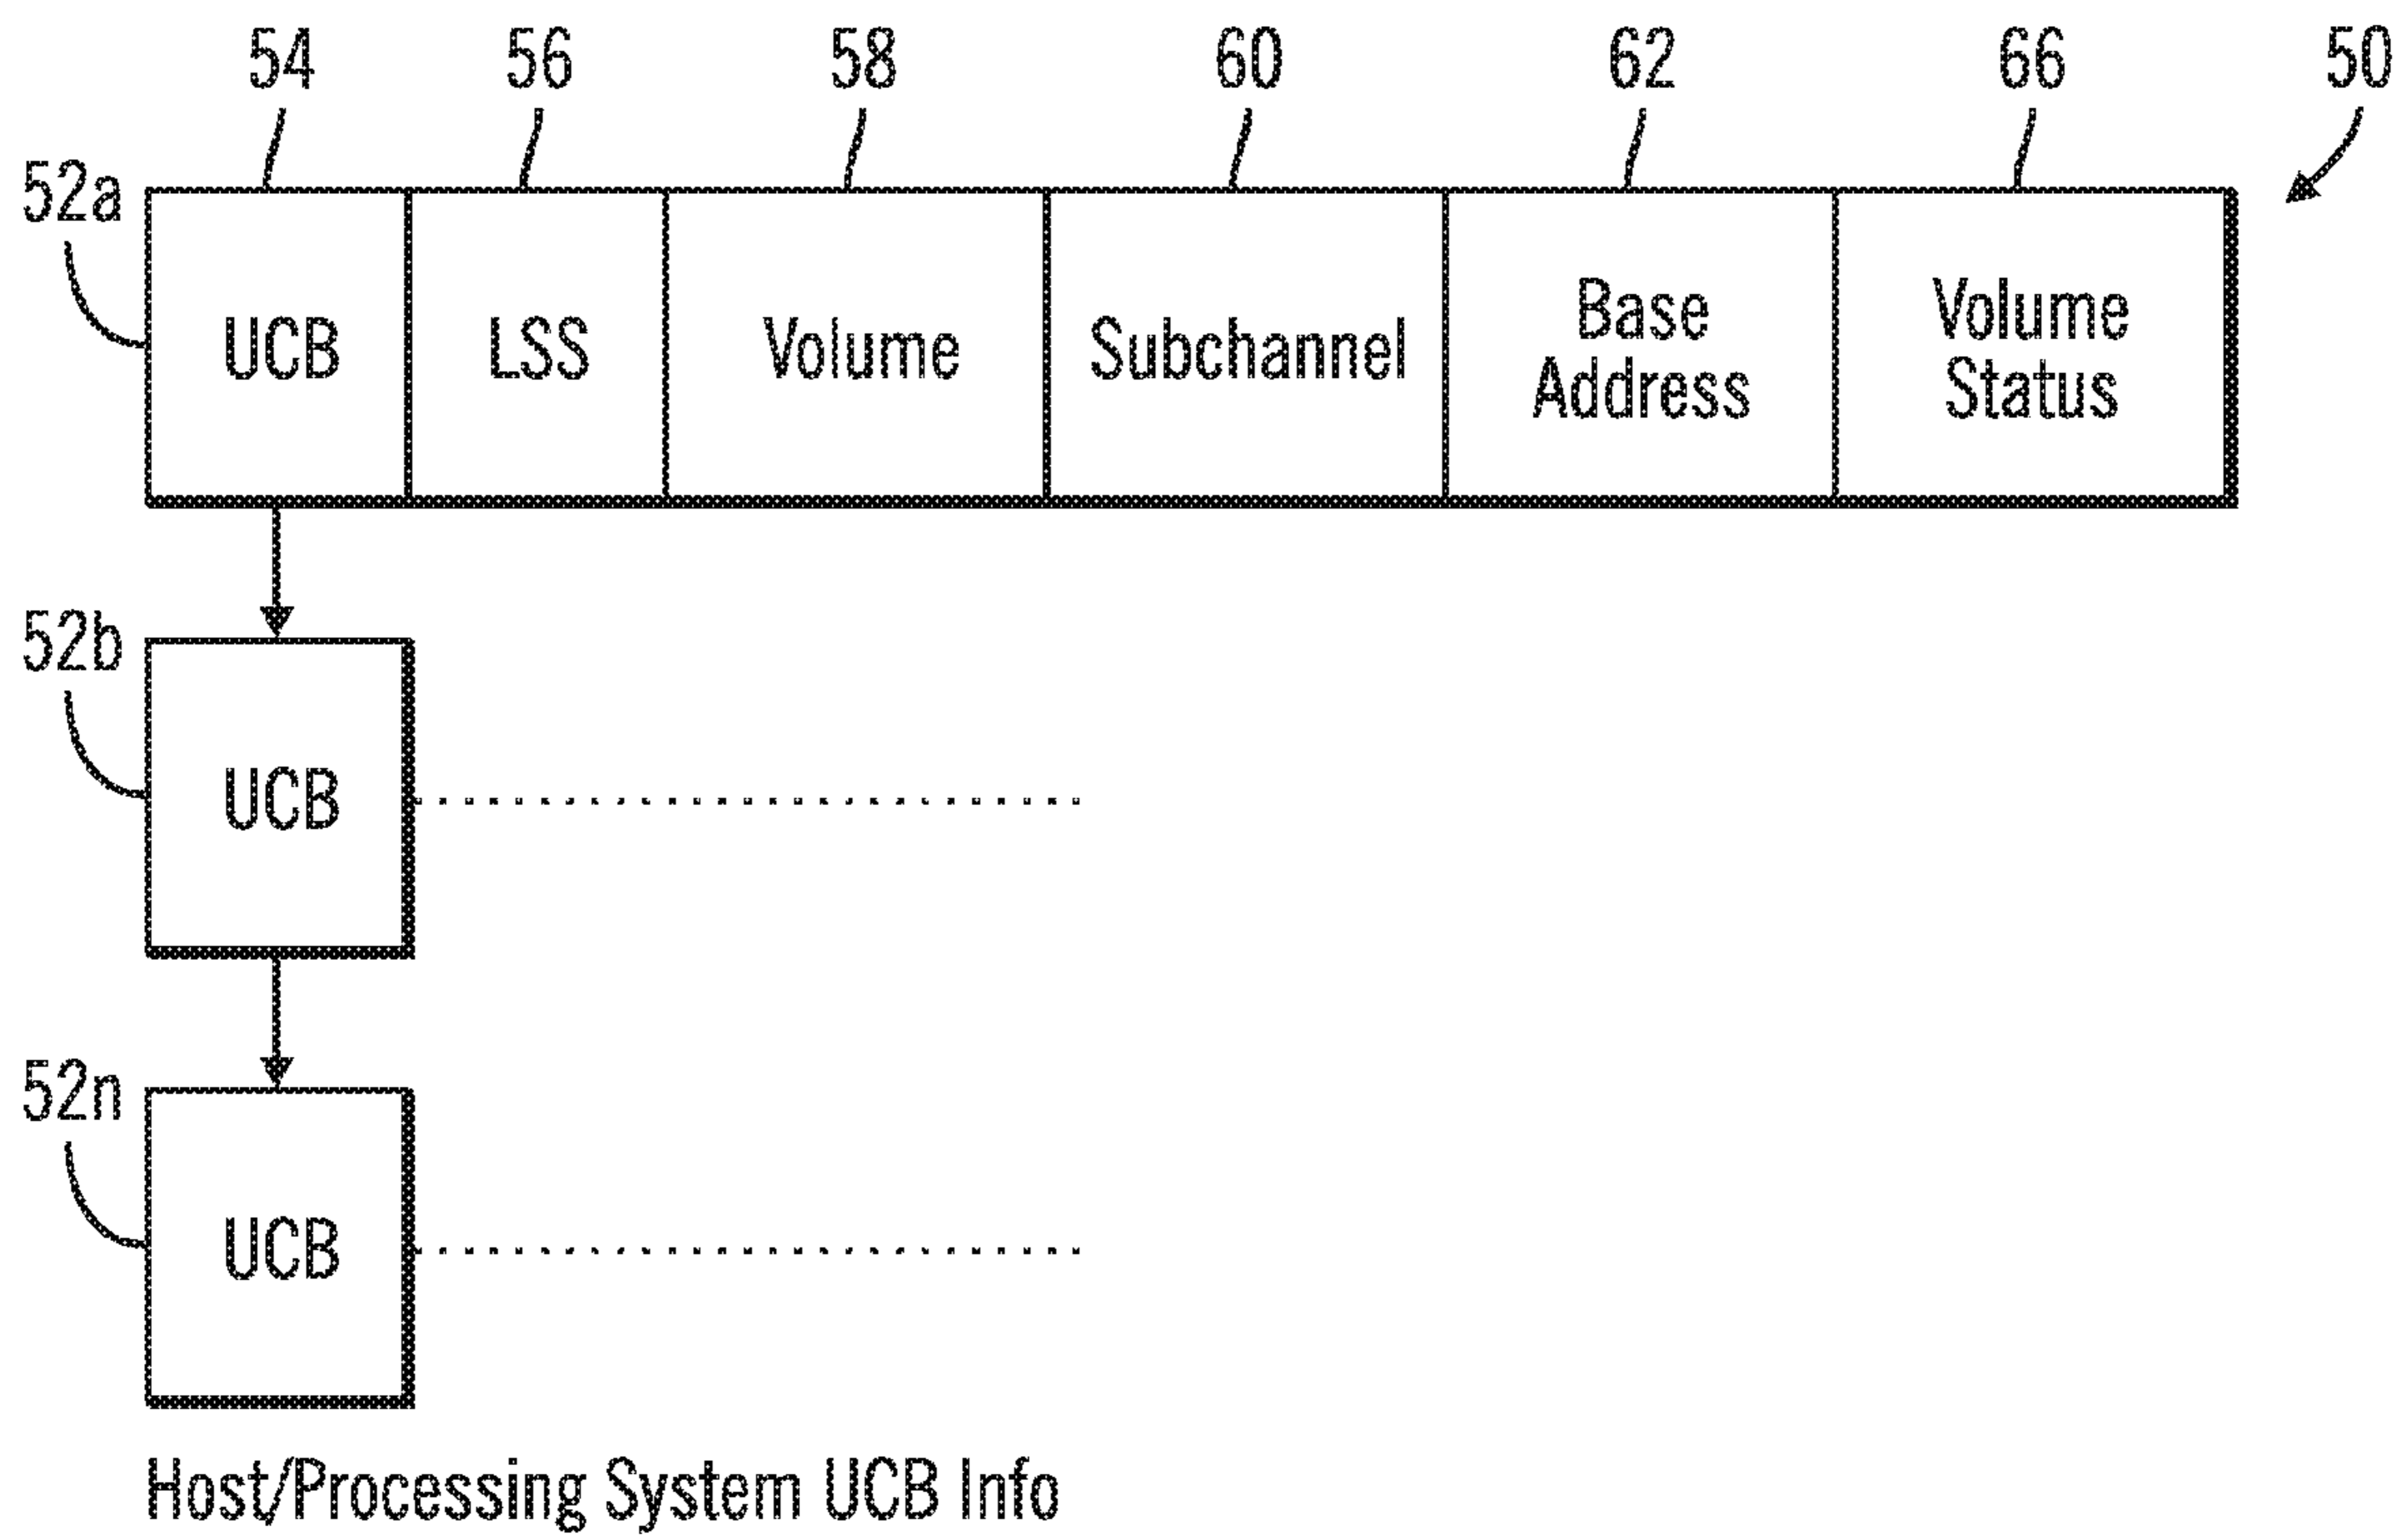 54 56 58 60 62 66 50
52a
UCB LSS Volume Subchannel Base Address Volume Status
52b
UCB
52n
UCB
Host/Processing System UCB Info